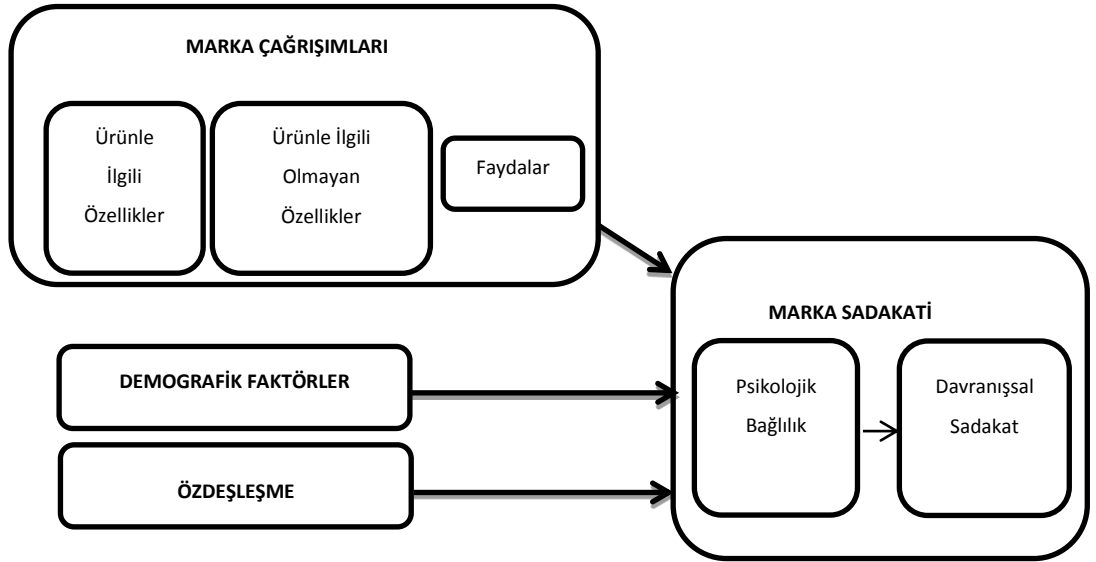 MARKA ÇAĞRIŞIMLARI
Ürünle
İlgili
Özellikler
Ürünle İlgili
Olmayan
Özellikler
Faydalar
MARKA SADAKATİ
Psikolojik
Bağlılık
Davranışsal
Sadakat
DEMOGRAFİK FAKTÖRLER
ÖZDEŞLEŞME